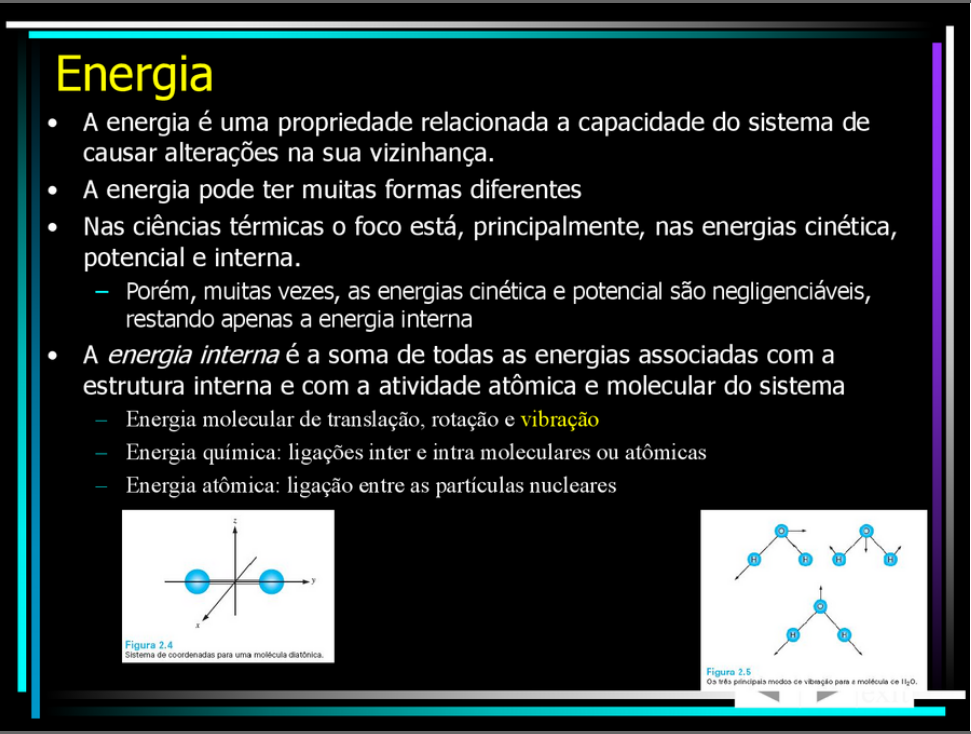 Energia
• A energia é uma propriedade relacionada a capacidade do sistema de
causar alterações na sua vizinhança.
• A energia pode ter muitas formas diferentes
• Nas ciências térmicas o foco está, principalmente, nas energias cinética,
potencial e interna.
– Porém, muitas vezes, as energias cinética e potencial são negligenciáveis,
restando apenas a energia interna
• A energia interna é a soma de todas as energias associadas com a
estrutura interna e com a atividade atômica e molecular do sistema
– Energia molecular de translação, rotação e vibração
– Energia química: ligações inter e intra moleculares ou atômicas
– Energia atômica: ligação entre as partículas nucleares
z
y
x
Figura 2.4
Sistema de coordenadas para uma molécula diatônica.
O O
H H H H
O
H H
Figura 2.5
Os três principais modos de vibração para a molécula de H₂O.